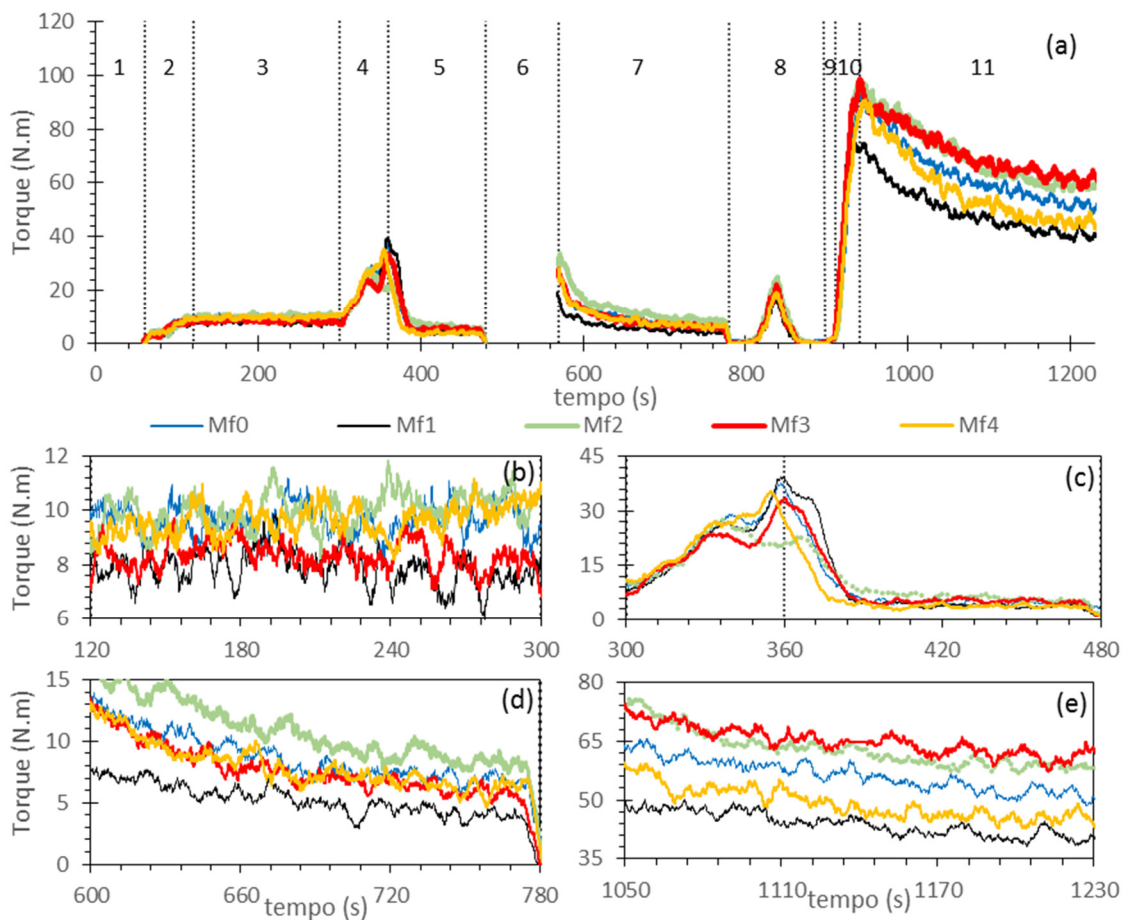 120
(a)
100
1 2 3 4 5 6 7 8 9 10 11
80
60
40
20
0
Torque (N.m)
0 200 400 600 800 1000 1200
tempo (s)
Mf0 Mf1 Mf2 Mf3 Mf4
12
10
8
6
Torque (N.m)
(b)
120 180 240 300
45
30
15
0
(c)
300 360 420 480
15
10
5
0
Torque (N.m)
(d)
600 660 720 780
tempo (s)
80
65
50
35
(e)
1050 1110 1170 1230
tempo (s)